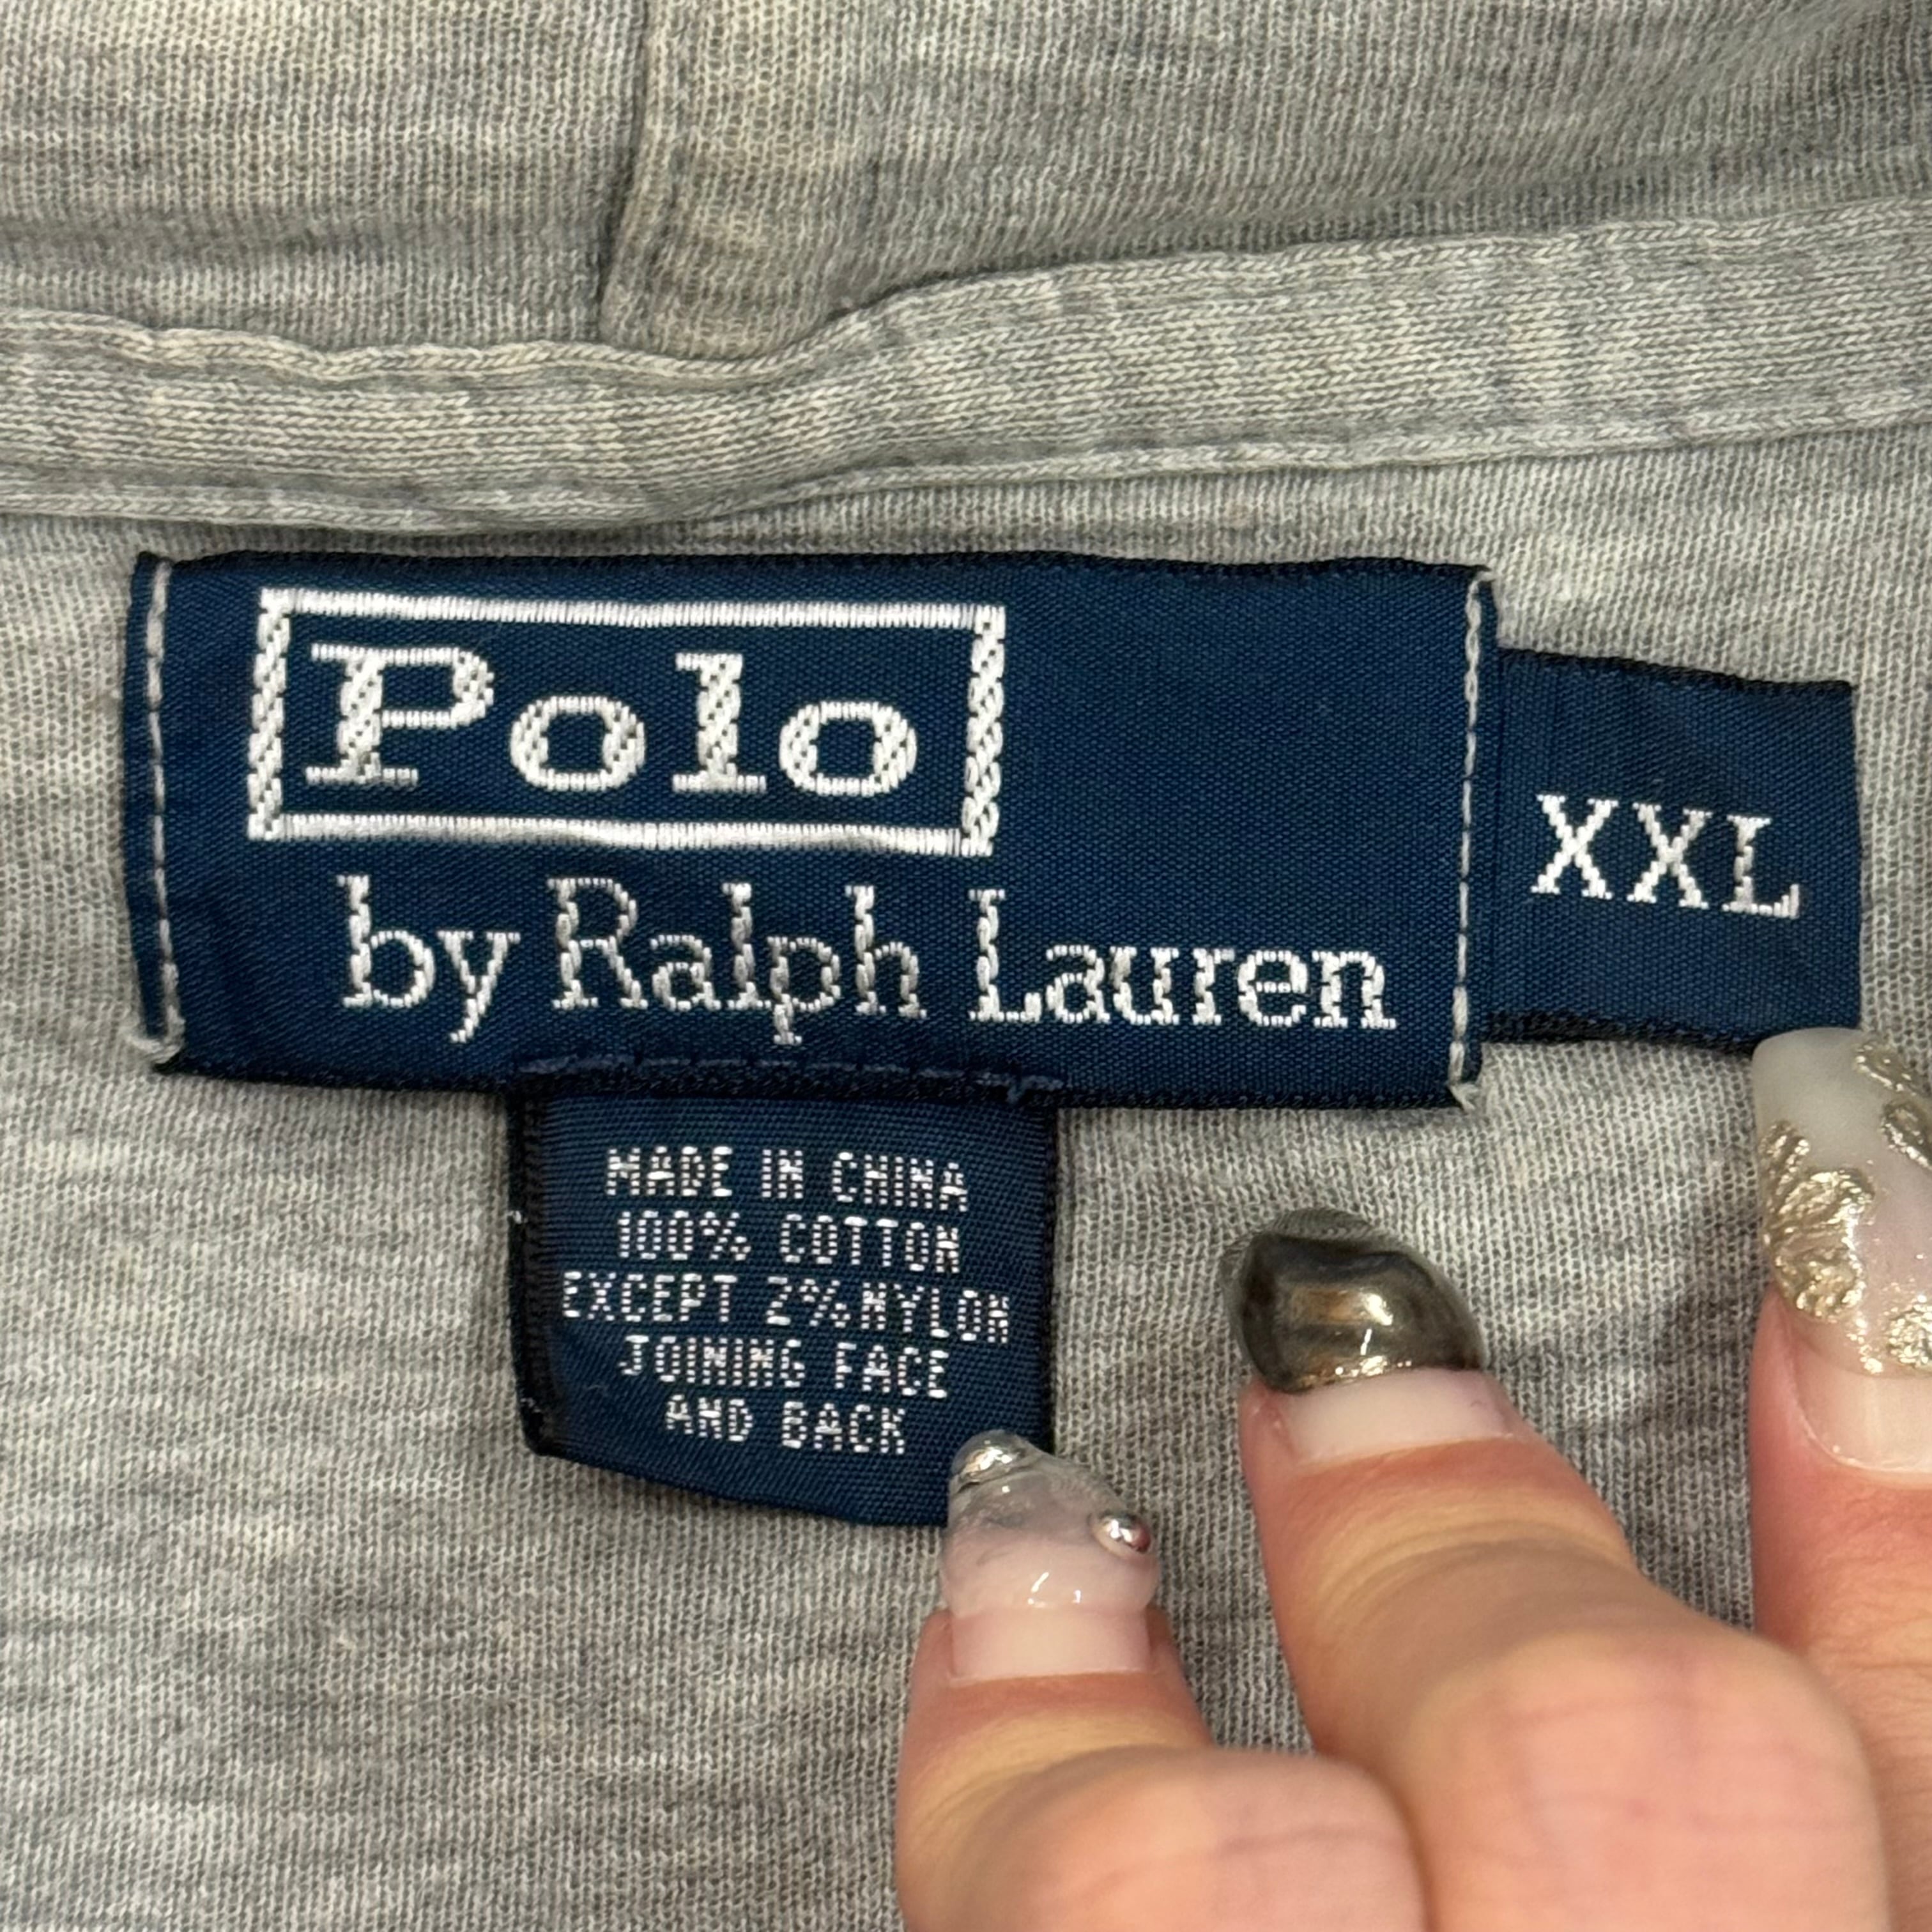 Polo
by Ralph Lauren
XXL
MADE IN CHINA
100% COTTON
EXCEPT 2% NYLON
JOINING FACE
AND BACK